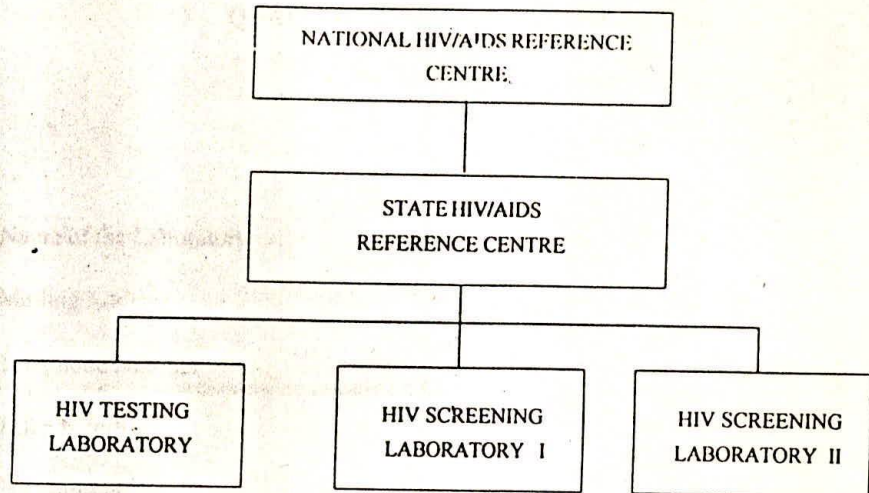 NATIONAL HIV/AIDS REFERENCE
CENTRE
STATE HIV/AIDS
REFERENCE CENTRE
HIV TESTING
LABORATORY
HIV SCREENING
LABORATORY I
HIV SCREENING
LABORATORY II